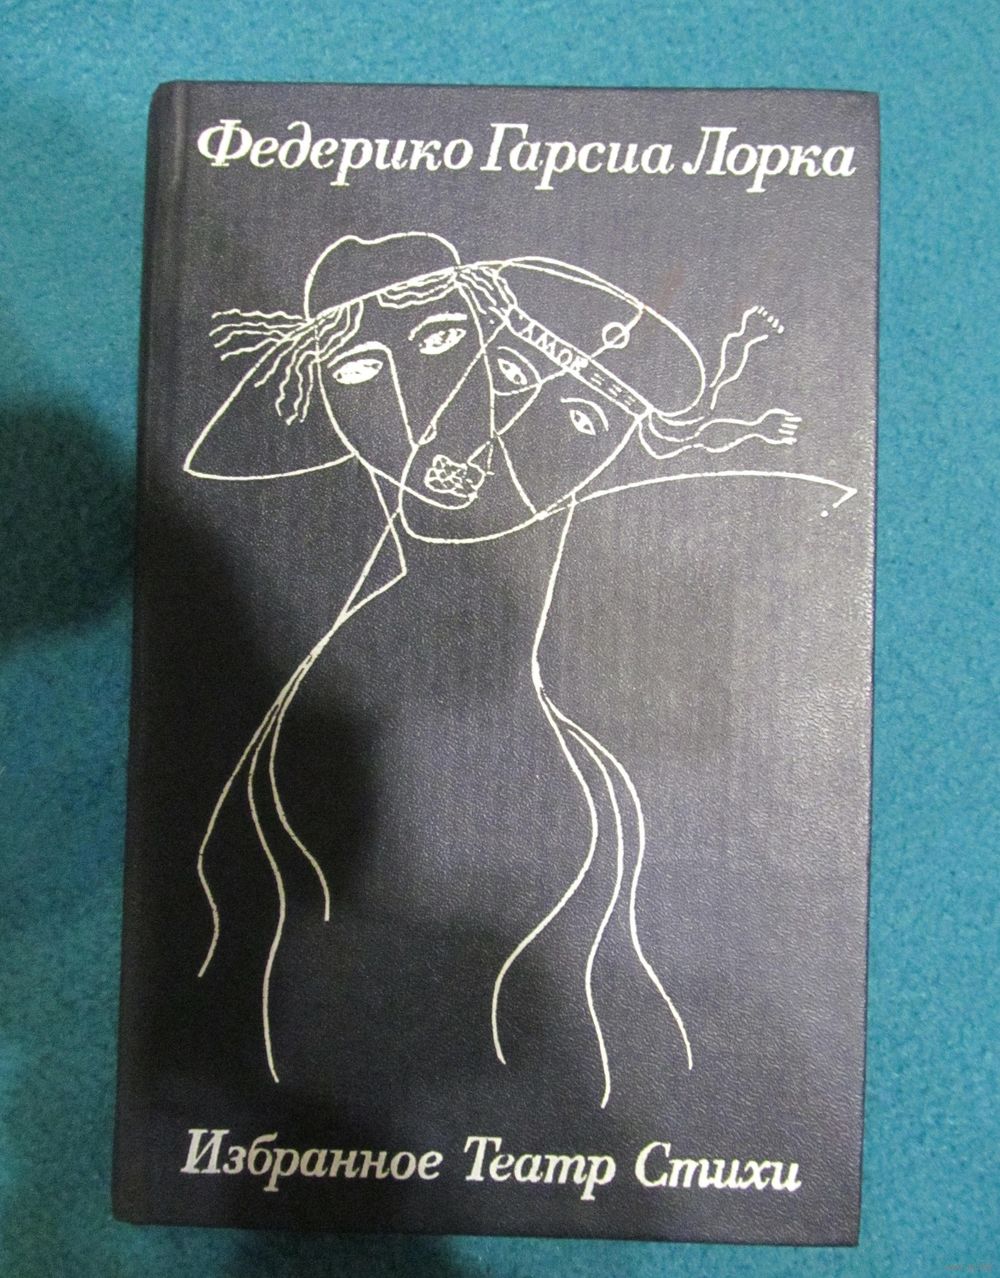 Федерико Гарсиа Лорка
AMOR
Избранное Театр Стихи